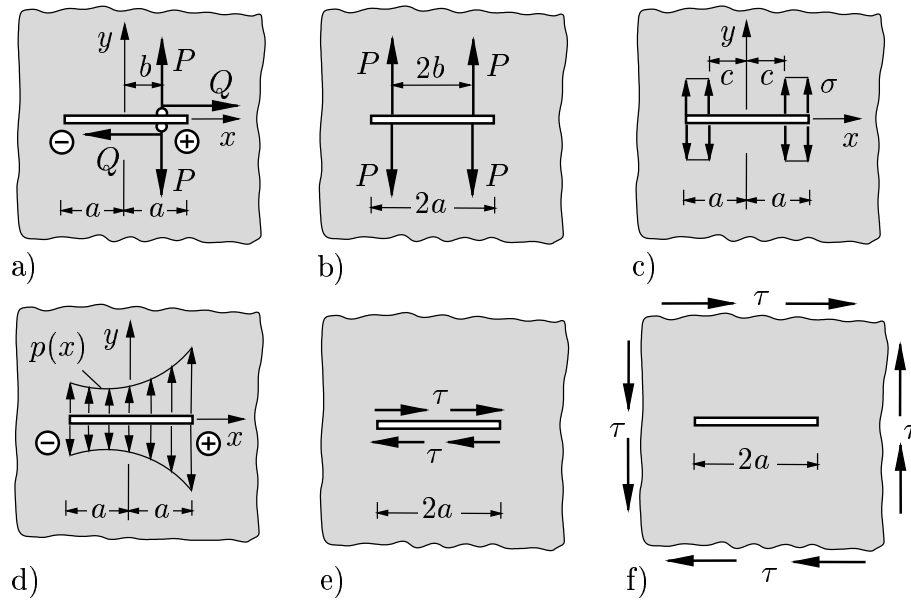 y
b
P
Q
x
−
+
Q
P
a
a
a)
P
2b
P
P
P
2a
b)
y
c
c
σ
x
a
a
c)
p(x)
y
x
−
+
a
a
d)
τ
τ
2a
e)
τ
τ
τ
2a
τ
f)